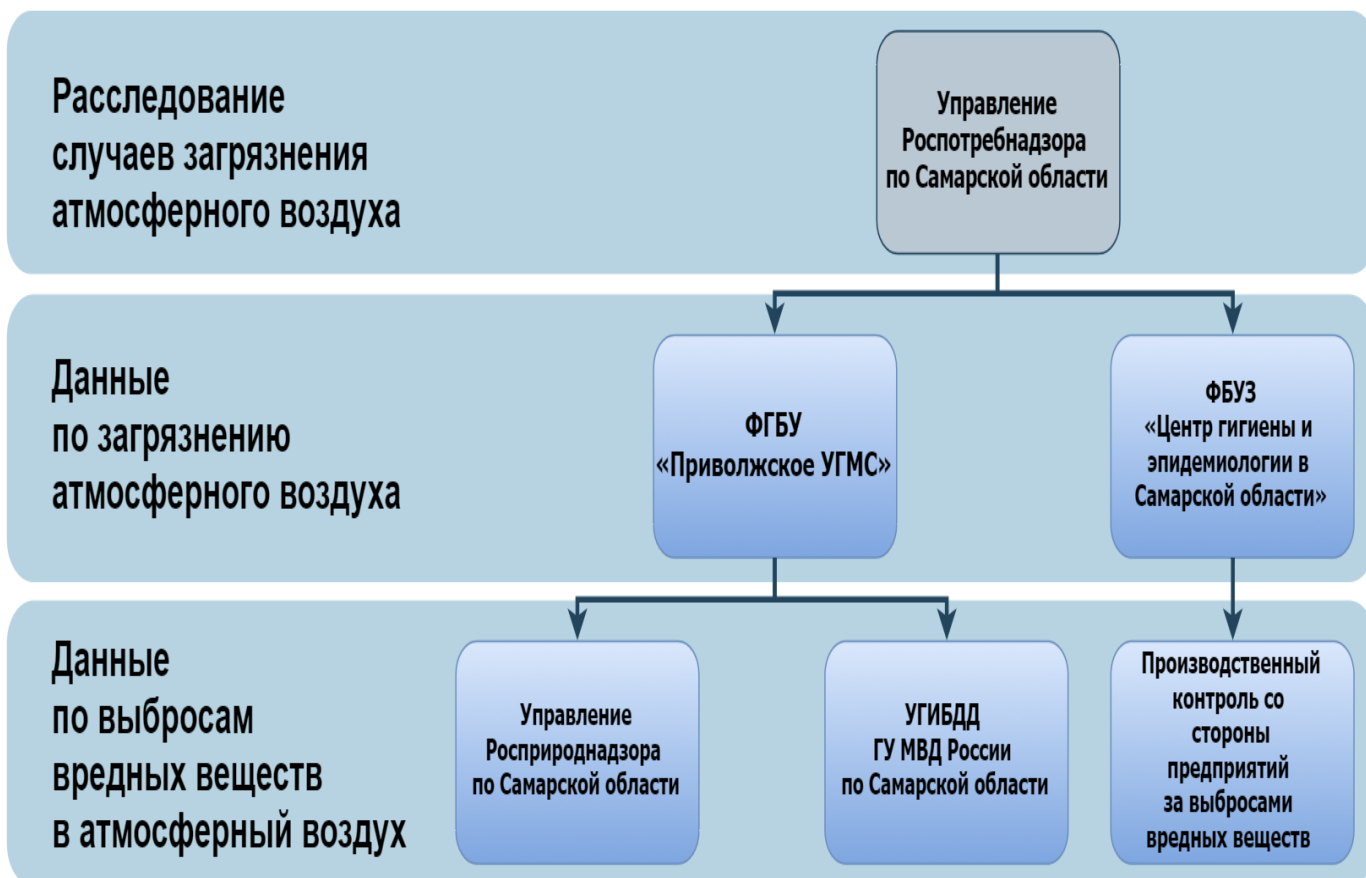 Расследование
случаев загрязнения
атмосферного воздуха
Управление
Роспотребнадзора
по Самарской области
Данные
по загрязнению
атмосферного воздуха
ФГБУ
«Приволжское УГМС»
ФБУЗ
«Центр гигиены и
эпидемиологии в
Самарской области»
Данные
по выбросам
вредных веществ
в атмосферный воздух
Управление
Росприроднадзора
по Самарской области
УГИБДД
ГУ МВД России
по Самарской области
Производственный
контроль со
стороны
предприятий
за выбросами
вредных веществ